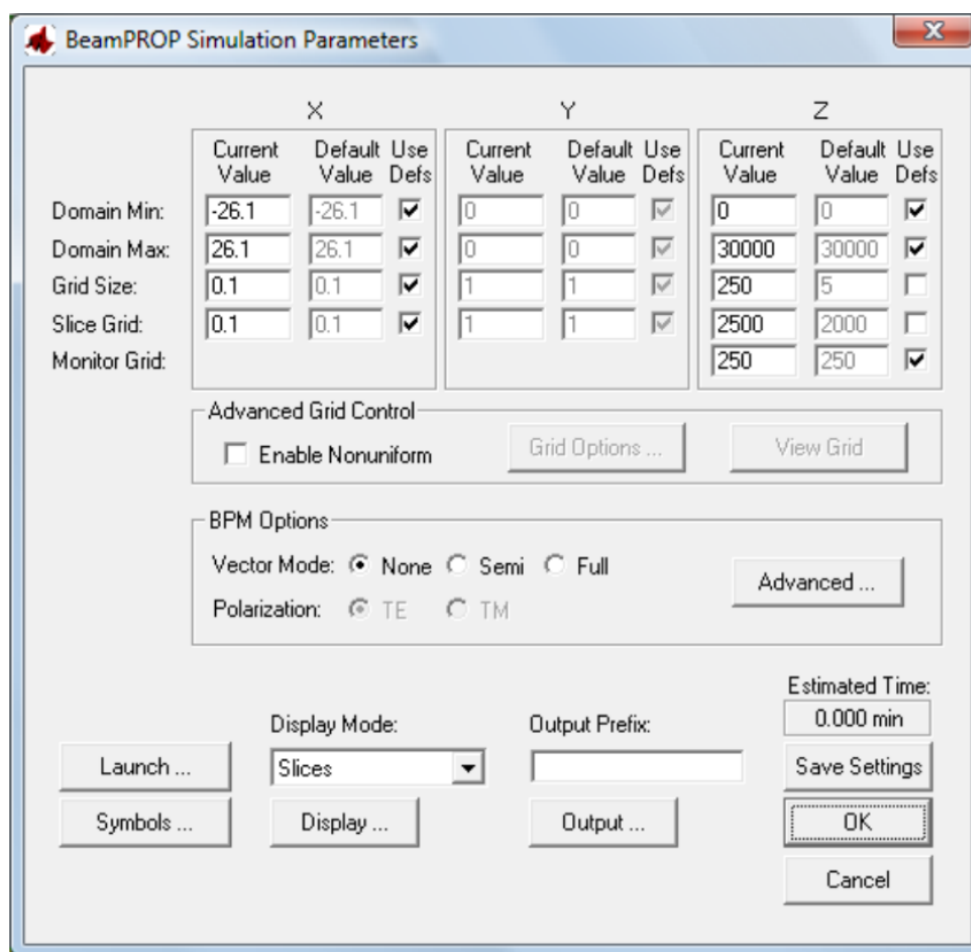 BeamPROP Simulation Parameters
X Y Z
Current Default Use Current Default Use Current Default Use
Value Value Defs Value Value Defs Value Value Defs
Domain Min: -26.1 -26.1 0 0 0 0
Domain Max: 26.1 26.1 0 0 30000 30000
Grid Size: 0.1 0.1 1 1 250 5
Slice Grid: 0.1 0.1 1 1 2500 2000
Monitor Grid: 250 250
Advanced Grid Control
Enable Nonuniform Grid Options ... View Grid
BPM Options
Vector Mode: None Semi Full
Advanced ...
Polarization: TE TM
Estimated Time:
Display Mode: Output Prefix: 0.000 min
Launch ... Slices Save Settings
Symbols ... Display ... Output ... OK
Cancel